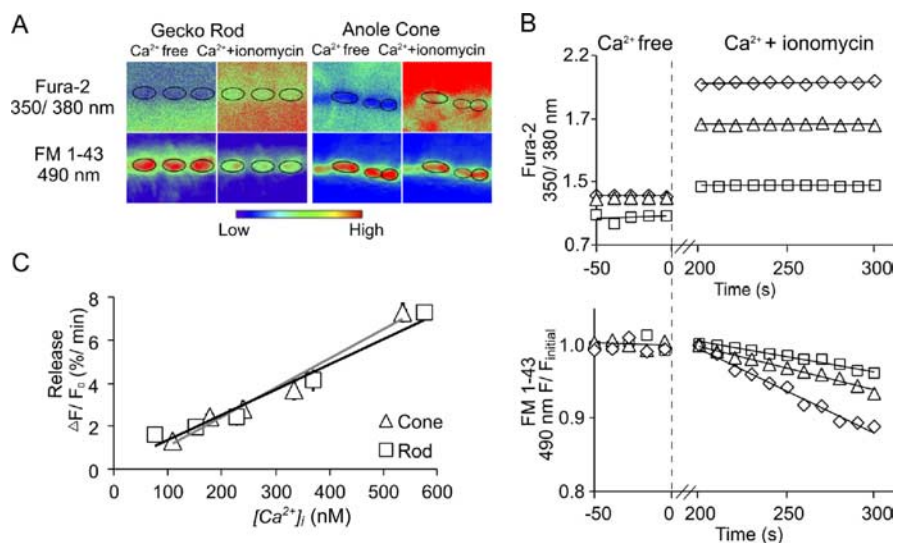 A
Gecko Rod
Anole Cone
Ca²⁺ free
Ca²⁺+ionomycin
Ca²⁺ free
Ca²⁺+ionomycin
Fura-2
350/ 380 nm
FM 1-43
490 nm
Low
High
B
Ca²⁺ free
Ca²⁺ + ionomycin
Fura-2
350/ 380 nm
2.2
1.7
1.5
0.7
-50
0
200
250
300
Time (s)
FM 1-43
490 nm F/ Finitial
1.0
0.9
0.8
-50
0
200
250
300
Time (s)
C
Release
△F/ F₀ (%/ min)
8
6
4
2
0
0
100
200
300
400
500
600
Cone
Rod
[Ca²⁺]i (nM)